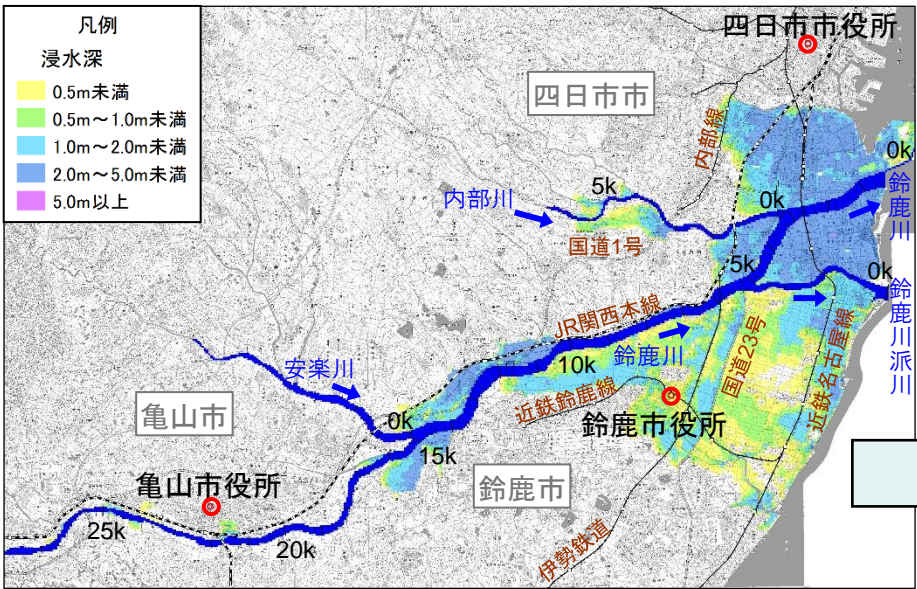 凡例
浸水深
0.5m未満
0.5m～1.0m未満
1.0m～2.0m未満
2.0m～5.0m未満
5.0m以上
四日市市役所
四日市市
内部線
0k
鈴鹿川
5k
内部川
0k
国道1号
5k
0k
鈴鹿川派川
JR関西本線
国道23号
近鉄名古屋線
鈴鹿川
10k
安楽川
近鉄鈴鹿線
鈴鹿市役所
亀山市
0k
15k
鈴鹿市
亀山市役所
25k
20k
伊勢鉄道